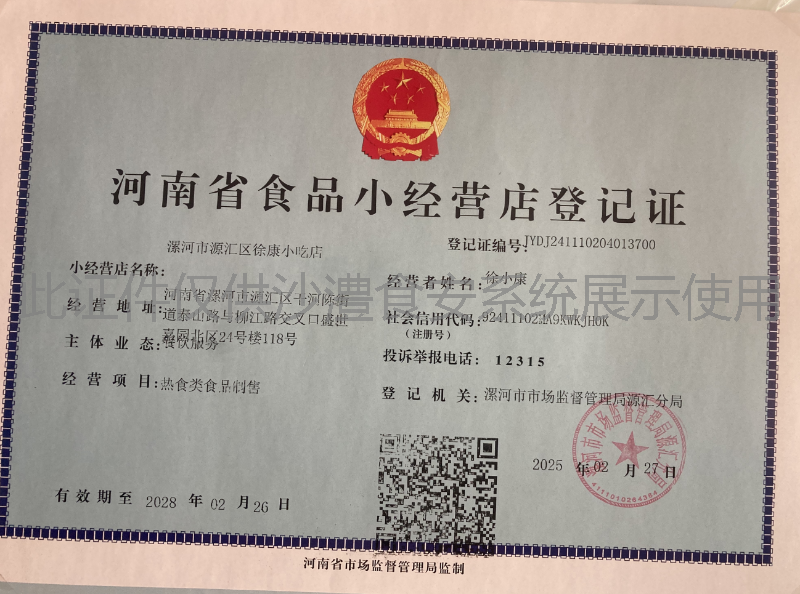 河南省食品小经营店登记证
登记证编号:JYDJ241110204013700
小经营店名称:漯河市源汇区徐康小吃店
经营者姓名:徐小康
经营地址:河南省漯河市源汇区干河陈街
道泰山路与柳江路交叉口盛世
嘉园北区24号楼118号
社会信用代码:
(注册号)
主体业态:餐饮服务
投诉举报电话:12315
经营项目:热食类食品制售
登记机关:漯河市市场监督管理局源汇分局
2025年02月27日
有效期至2028年02月26日
河南省市场监督管理局监制
此证件仅供沙澧食安系统展示使用
4111010264364